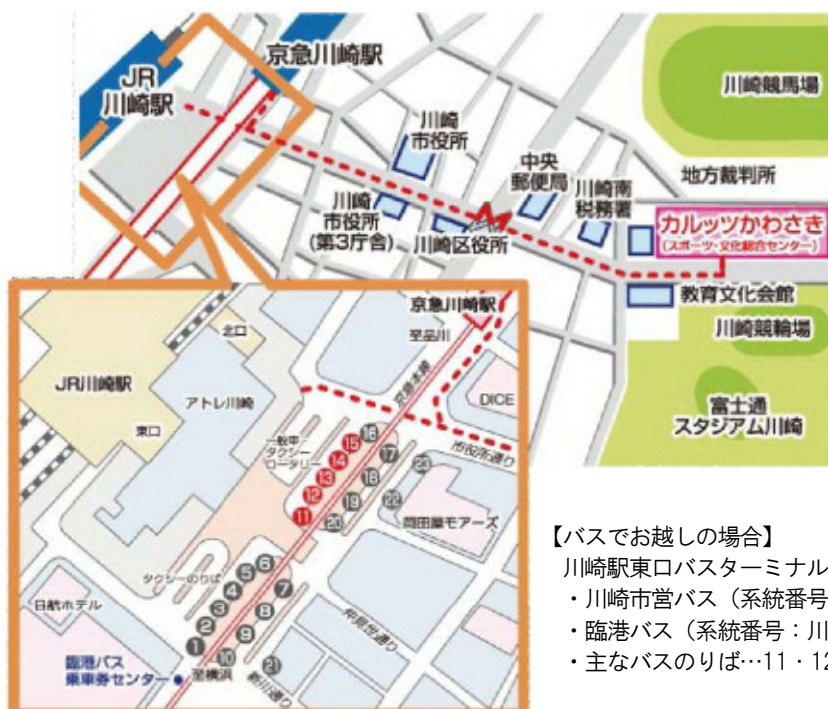 京急川崎駅
JR
川崎駅
川崎競馬場
川崎
市役所
中央
郵便局
川崎南
税務署
地方裁判所
川崎
市役所
(第3庁舎)
川崎区役所
カルッツかわさき
(スポーツ・文化総合センター)
教育文化会館
川崎競輪場
富士通
スタジアム川崎
京急川崎駅
至品川
北口
JR川崎駅
アトレ川崎
東口
京急本線
DICE
一般車・
タクシー
ロータリー
市役所通り
16
15
14
13
12
11
17
18
19
20
23
22
岡田屋モアーズ
タクシーのりば
6
5
4
3
2
1
7
8
9
10
21
日航ホテル
仲見世通り
新川通り
臨港バス
乗車券センター
至横浜
【バスでお越しの場合】
川崎駅東口バスターミナル
・川崎市営バス(系統番号
・臨港バス(系統番号:川
・主なバスのりば…11・12